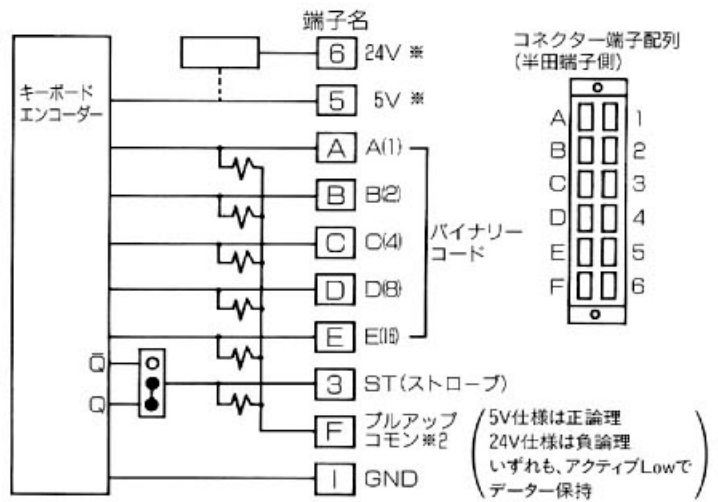 端子名
6 24V ※
5 5V ※
キーボード
エンコーダー
A A(1)
B B(2)
C C(4)
D D(8)
E E(16)
バイナリー
コード
Q̅
Q
3 ST(ストローブ)
F プルアップ
コモン※2
1 GND
コネクター端子配列
(半田端子側)
A 1
B 2
C 3
D 4
E 5
F 6
5V仕様は正論理
24V仕様は負論理
いずれも、アクティブLowで
データー保持